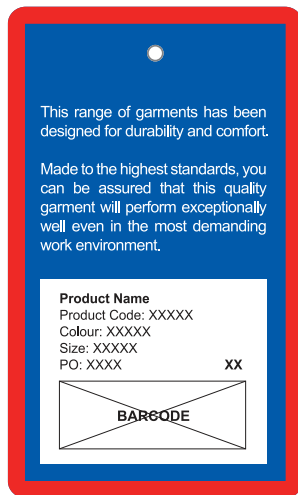 This range of garments has been
designed for durability and comfort.
Made to the highest standards, you
can be assured that this quality
garment will perform exceptionally
well even in the most demanding
work environment.
Product Name
Product Code: XXXXX
Colour: XXXXX
Size: XXXXX
PO: XXXX XX
BARCODE